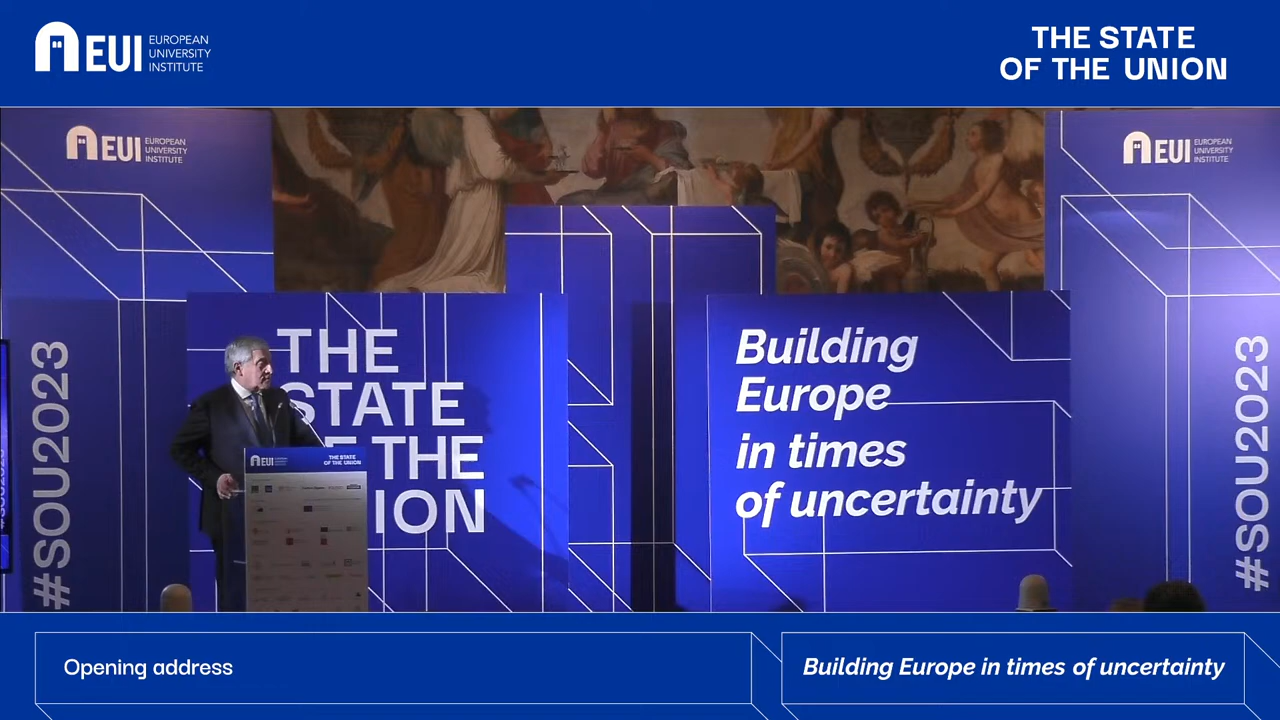 EUI
EUROPEAN
UNIVERSITY
INSTITUTE
THE STATE
OF THE UNION
EUI
EUROPEAN
UNIVERSITY
INSTITUTE
EUI
EUROPEAN
UNIVERSITY
INSTITUTE
#SOU2023
THE
STATE
THE
ION
Building
Europe
in times
of uncertainty
#SOU2023
EUI
THE STATE
OF THE UNION
Opening address
Building Europe in times of uncertainty